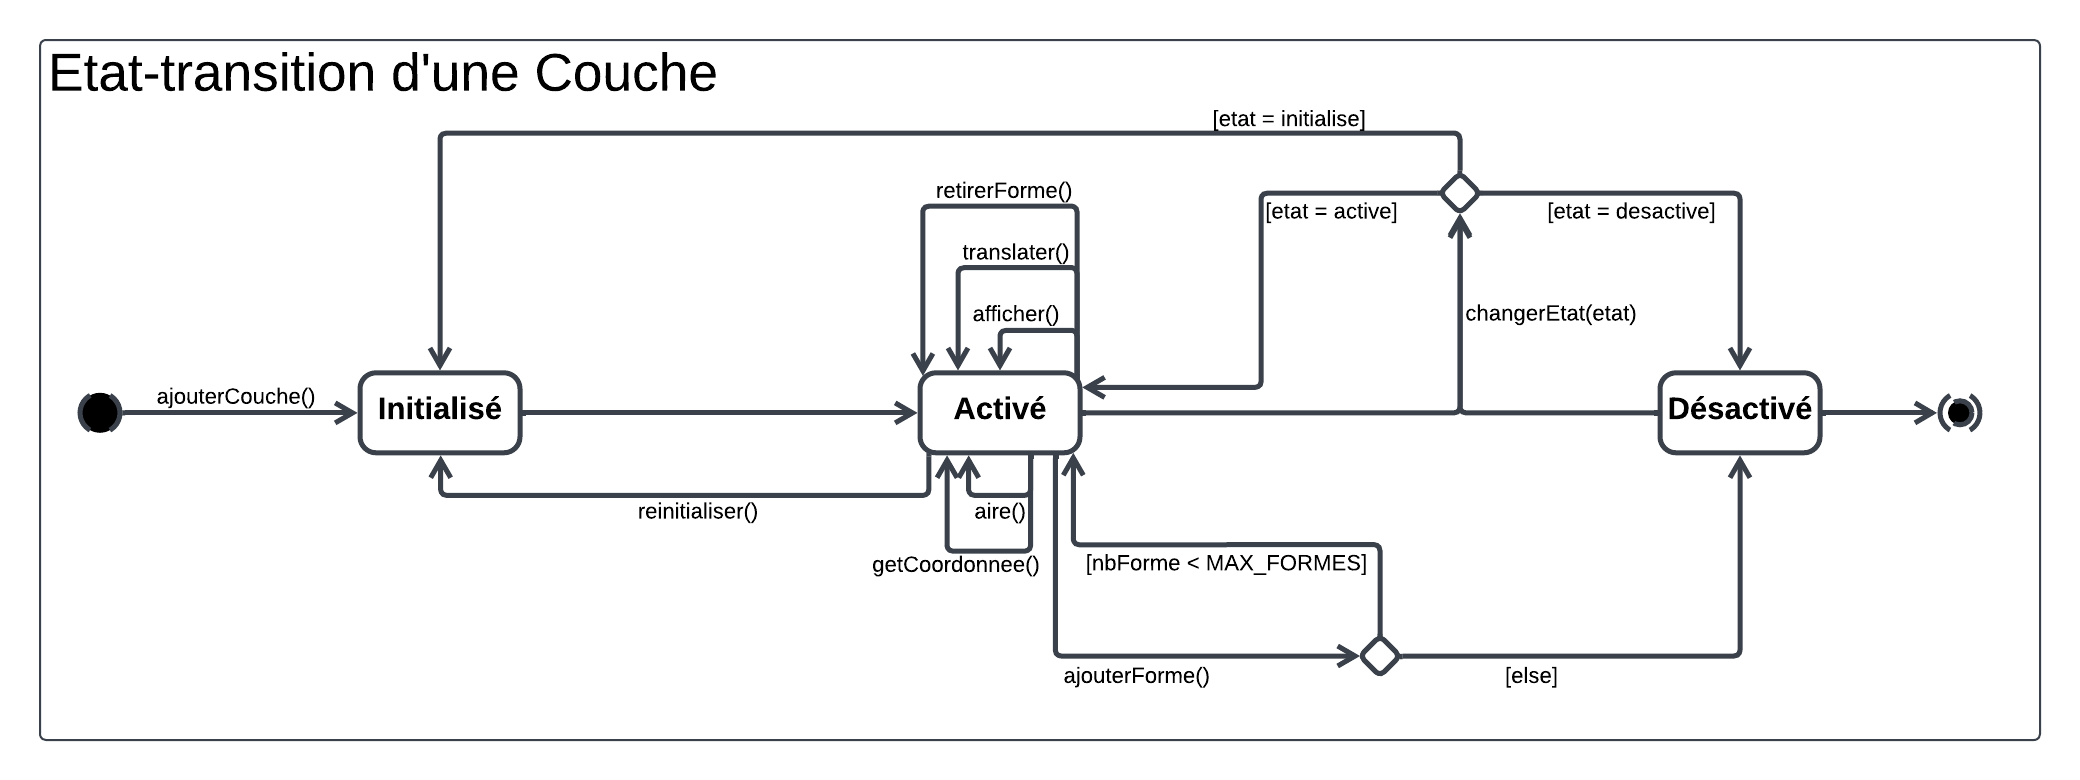 Etat-transition d'une Couche
[etat = initialise]
retirerForme()
[etat = active]
[etat = desactive]
translater()
afficher()
changerEtat(etat)
ajouterCouche()
Initialisé
Activé
Désactivé
reinitialiser()
aire()
getCoordonnee()
[nbForme < MAX_FORMES]
ajouterForme()
[else]